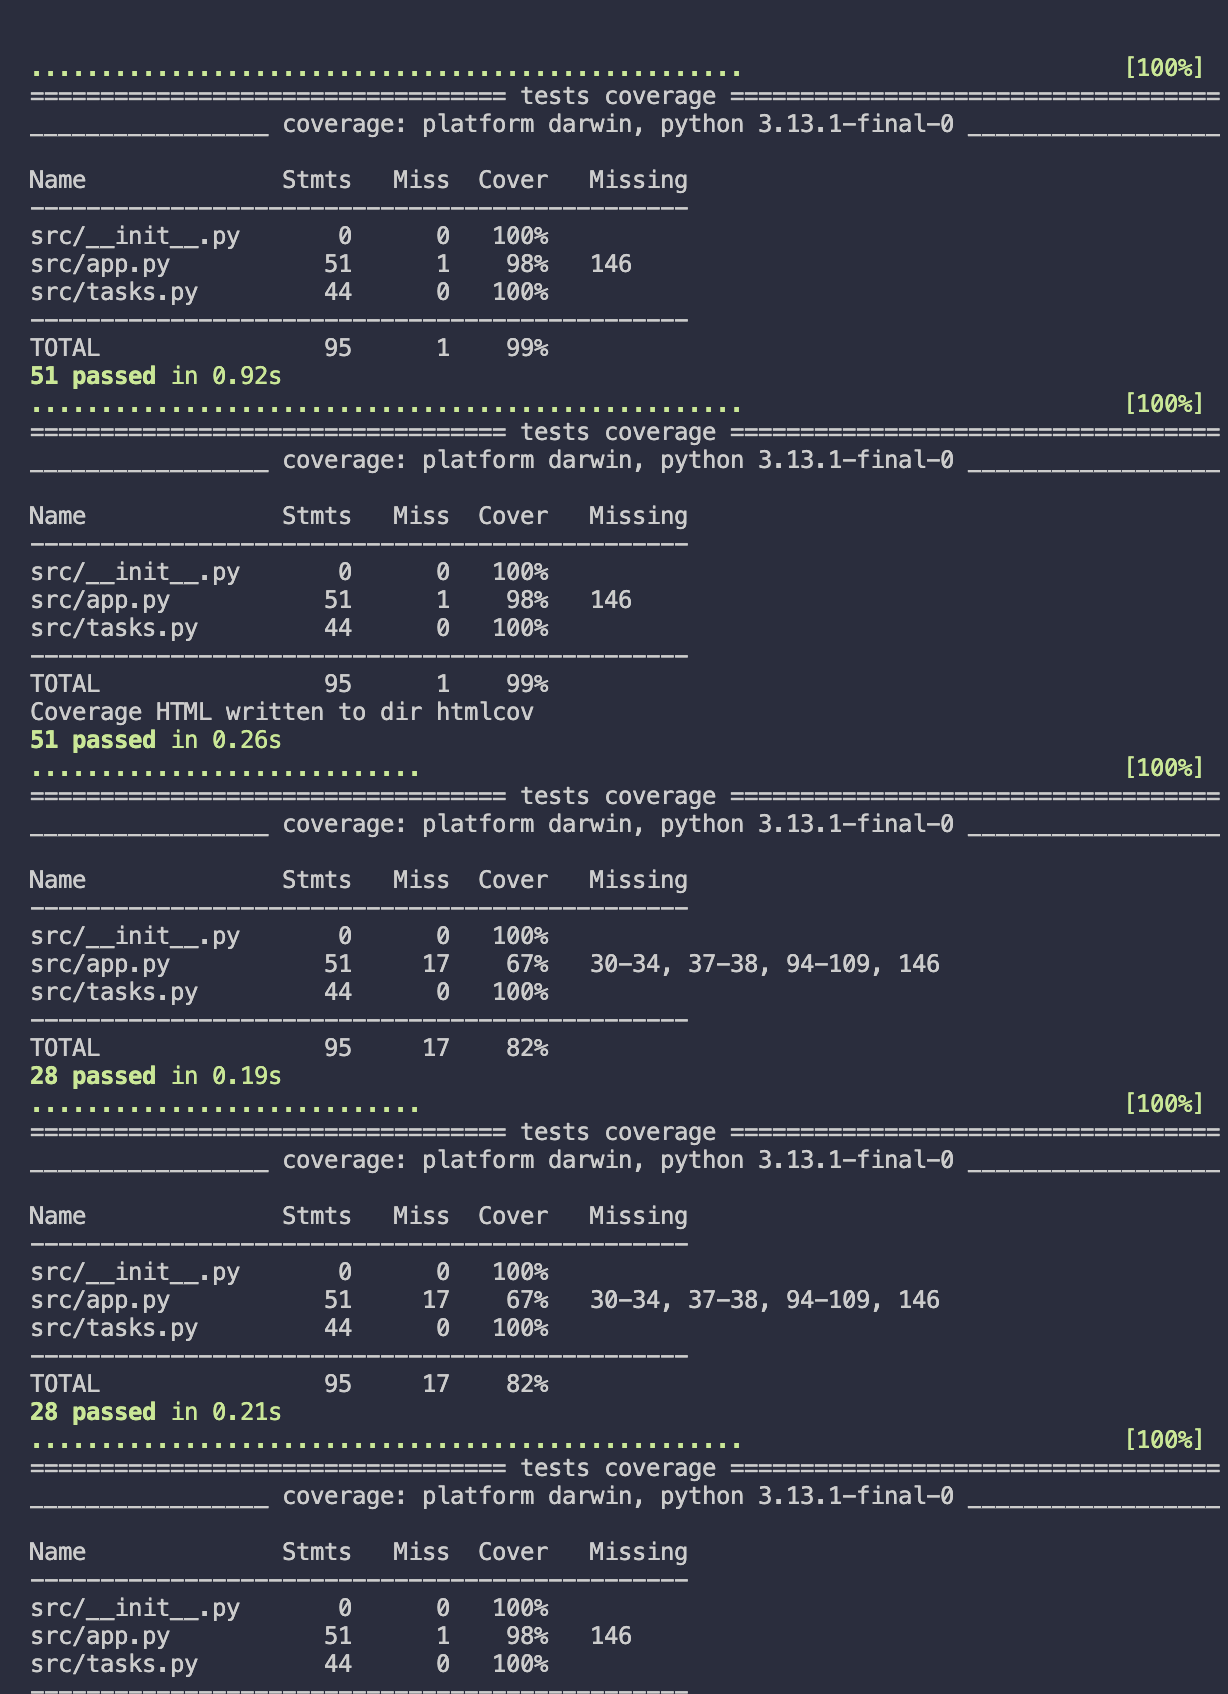 ................................................... [100%]
================================== tests coverage ===================================
_________________ coverage: platform darwin, python 3.13.1-final-0 __________________
Name              Stmts   Miss  Cover   Missing
-----------------------------------------------
src/__init__.py       0      0   100%
src/app.py           51      1    98%   146
src/tasks.py         44      0   100%
-----------------------------------------------
TOTAL                95      1    99%
51 passed in 0.92s
................................................... [100%]
================================== tests coverage ===================================
_________________ coverage: platform darwin, python 3.13.1-final-0 __________________
Name              Stmts   Miss  Cover   Missing
-----------------------------------------------
src/__init__.py       0      0   100%
src/app.py           51      1    98%   146
src/tasks.py         44      0   100%
-----------------------------------------------
TOTAL                95      1    99%
Coverage HTML written to dir htmlcov
51 passed in 0.26s
............................ [100%]
================================== tests coverage ===================================
_________________ coverage: platform darwin, python 3.13.1-final-0 __________________
Name              Stmts   Miss  Cover   Missing
-----------------------------------------------
src/__init__.py       0      0   100%
src/app.py           51     17    67%   30-34, 37-38, 94-109, 146
src/tasks.py         44      0   100%
-----------------------------------------------
TOTAL                95     17    82%
28 passed in 0.19s
............................ [100%]
================================== tests coverage ===================================
_________________ coverage: platform darwin, python 3.13.1-final-0 __________________
Name              Stmts   Miss  Cover   Missing
-----------------------------------------------
src/__init__.py       0      0   100%
src/app.py           51     17    67%   30-34, 37-38, 94-109, 146
src/tasks.py         44      0   100%
-----------------------------------------------
TOTAL                95     17    82%
28 passed in 0.21s
................................................... [100%]
================================== tests coverage ===================================
_________________ coverage: platform darwin, python 3.13.1-final-0 __________________
Name              Stmts   Miss  Cover   Missing
-----------------------------------------------
src/__init__.py       0      0   100%
src/app.py           51      1    98%   146
src/tasks.py         44      0   100%
-----------------------------------------------